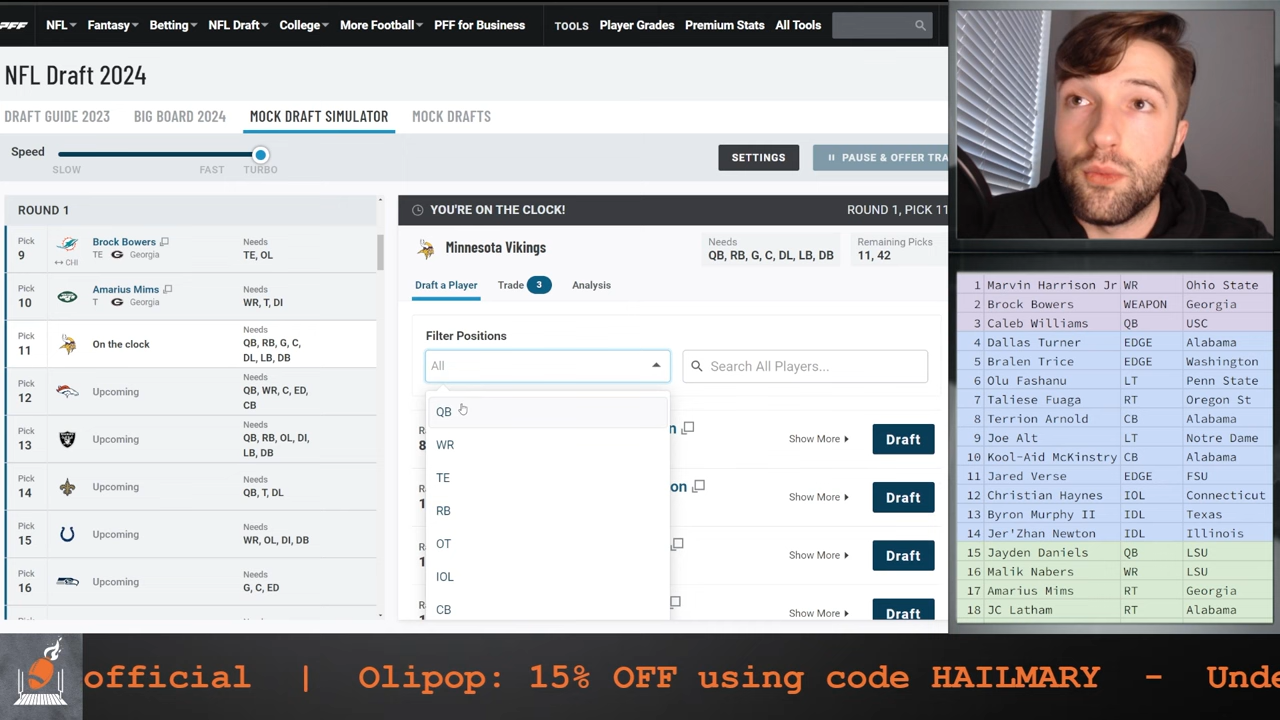 PFF NFL Fantasy Betting NFL Draft College More Football PFF for Business TOOLS Player Grades Premium Stats All Tools
NFL Draft 2024
DRAFT GUIDE 2023 BIG BOARD 2024 MOCK DRAFT SIMULATOR MOCK DRAFTS
Speed
SLOW FAST TURBO
SETTINGS
PAUSE & OFFER TRA
ROUND 1
Pick 9 Brock Bowers Needs
TE Georgia TE, OL
↔ CHI
Pick 10 Amarius Mims Needs
T Georgia WR, T, DI
Pick 11 On the clock Needs
QB, RB, G, C,
DL, LB, DB
Pick 12 Upcoming Needs
QB, WR, C, ED,
CB
Pick 13 Upcoming Needs
QB, RB, OL, DI,
LB, DB
Pick 14 Upcoming Needs
QB, T, DL
Pick 15 Upcoming Needs
WR, OL, DI, DB
Pick 16 Upcoming Needs
G, C, ED
YOU'RE ON THE CLOCK! ROUND 1, PICK 11
Minnesota Vikings
Needs
QB, RB, G, C, DL, LB, DB
Remaining Picks
11, 42
Draft a Player Trade 3 Analysis
Filter Positions
All
Search All Players...
QB
WR
TE
RB
OT
IOL
CB
n Show More Draft
on Show More Draft
Show More Draft
Show More Draft
1 Marvin Harrison Jr WR Ohio State
2 Brock Bowers WEAPON Georgia
3 Caleb Williams QB USC
4 Dallas Turner EDGE Alabama
5 Bralen Trice EDGE Washington
6 Olu Fashanu LT Penn State
7 Taliese Fuaga RT Oregon St
8 Terrion Arnold CB Alabama
9 Joe Alt LT Notre Dame
10 Kool-Aid McKinstry CB Alabama
11 Jared Verse EDGE FSU
12 Christian Haynes IOL Connecticut
13 Byron Murphy II IDL Texas
14 Jer'Zhan Newton IDL Illinois
15 Jayden Daniels QB LSU
16 Malik Nabers WR LSU
17 Amarius Mims RT Georgia
18 JC Latham RT Alabama
official | Olipop: 15% OFF using code HAILMARY - Unde